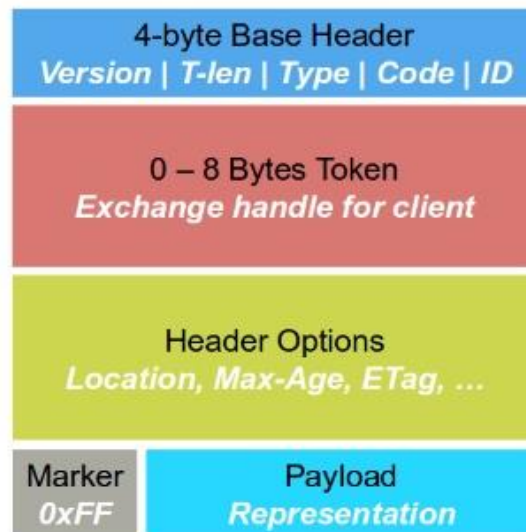 4-byte Base Header
Version | T-len | Type | Code | ID
0 – 8 Bytes Token
Exchange handle for client
Header Options
Location, Max-Age, ETag, …
Marker
0xFF
Payload
Representation